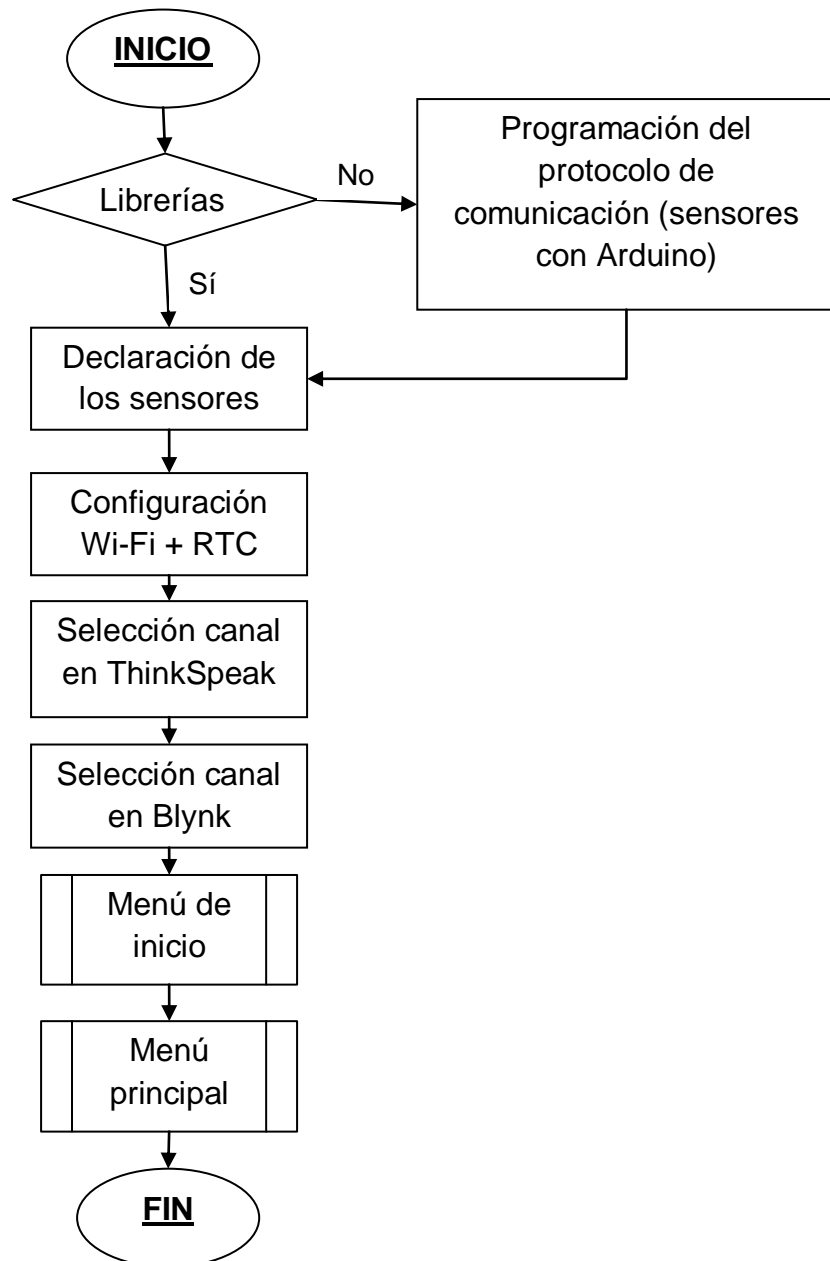 INICIO
Librerías
No
Programación del
protocolo de
comunicación (sensores
con Arduino)
Sí
Declaración de
los sensores
Configuración
Wi-Fi + RTC
Selección canal
en ThinkSpeak
Selección canal
en Blynk
Menú de
inicio
Menú
principal
FIN